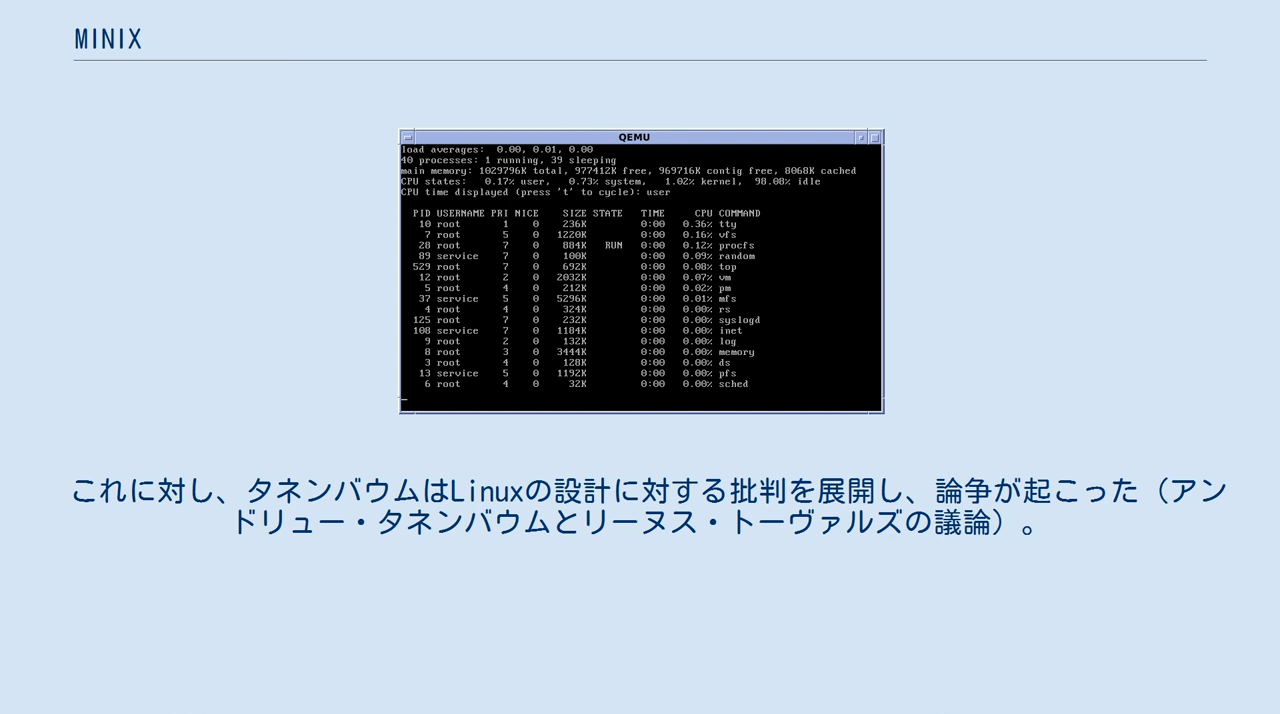 MINIX
QEMU
load averages:  0.00, 0.01, 0.00
40 processes: 1 running, 39 sleeping
main memory: 1029796K total, 977412K free, 969716K contig free, 8068K cached
CPU states:   0.17% user,   0.73% system,   1.02% kernel,  98.08% idle
CPU time displayed (press 't' to cycle): user
PID USERNAME PRI NICE    SIZE STATE   TIME     CPU COMMAND
10 root       1    0    236K         0:00   0.36% tty
7 root       5    0   1220K         0:00   0.16% vfs
28 root       7    0    884K   RUN   0:00   0.12% procfs
89 service    7    0    100K         0:00   0.09% random
529 root       7    0    692K         0:00   0.08% top
12 root       2    0   2032K         0:00   0.07% vm
5 root       4    0    212K         0:00   0.02% pm
37 service    5    0   5296K         0:00   0.01% mfs
4 root       4    0    324K         0:00   0.00% rs
125 root       7    0    232K         0:00   0.00% syslogd
108 service    7    0   1184K         0:00   0.00% inet
9 root       2    0    132K         0:00   0.00% log
8 root       3    0   3444K         0:00   0.00% memory
3 root       4    0    128K         0:00   0.00% ds
13 service    5    0   1192K         0:00   0.00% pfs
6 root       4    0     32K         0:00   0.00% sched
これに対し、タネンバウムはLinuxの設計に対する批判を展開し、論争が起こった（アン
ドリュー・タネンバウムとリーヌス・トーヴァルズの議論）。